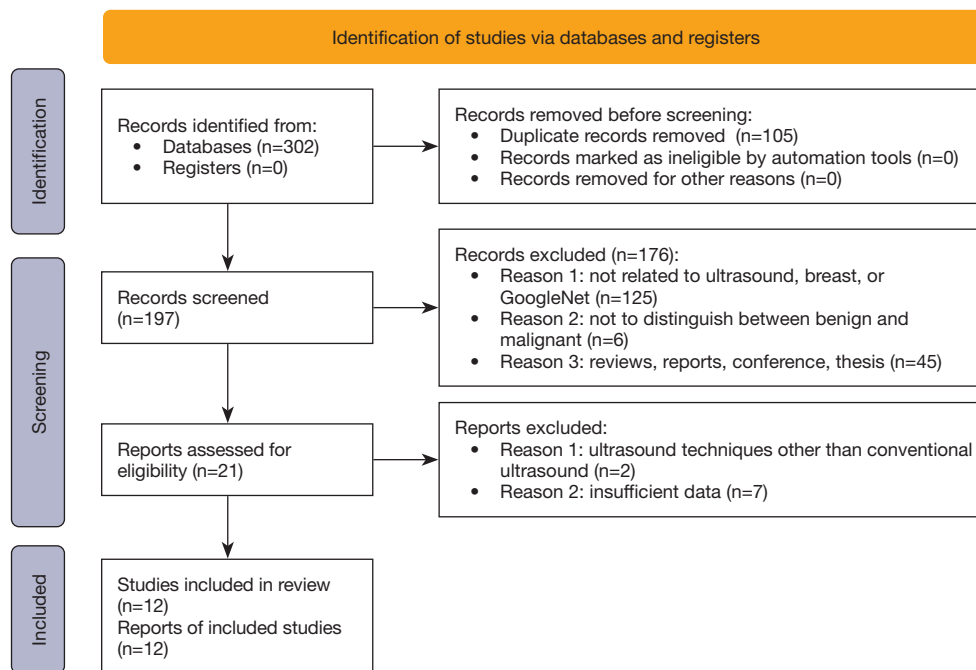 Identification of studies via databases and registers
Identification
Records identified from:
• Databases (n=302)
• Registers (n=0)
Records removed before screening:
• Duplicate records removed (n=105)
• Records marked as ineligible by automation tools (n=0)
• Records removed for other reasons (n=0)
Screening
Records screened
(n=197)
Records excluded (n=176):
• Reason 1: not related to ultrasound, breast, or
GoogleNet (n=125)
• Reason 2: not to distinguish between benign and
malignant (n=6)
• Reason 3: reviews, reports, conference, thesis (n=45)
Reports assessed for
eligibility (n=21)
Reports excluded:
• Reason 1: ultrasound techniques other than conventional
ultrasound (n=2)
• Reason 2: insufficient data (n=7)
Included
Studies included in review
(n=12)
Reports of included studies
(n=12)